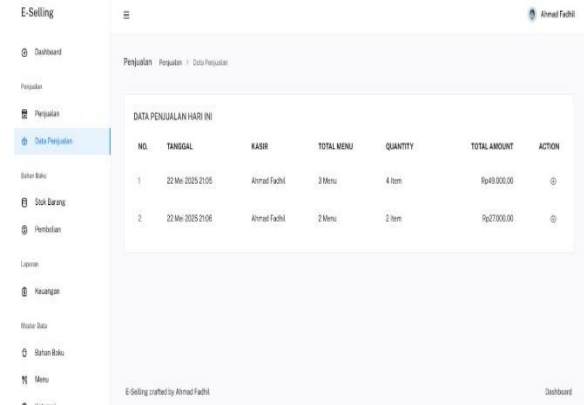 E-Selling
Ahmad Fadhil
Dashboard
Penjualan
Penjualan
Data Penjualan
Bahan Baku
Stok Barang
Pembelian
Laporan
Keuangan
Master Data
Bahan Baku
Menu
Penjualan Penjualan / Data Penjualan
DATA PENJUALAN HARI INI
NO. TANGGAL KASIR TOTAL MENU QUANTITY TOTAL AMOUNT ACTION
1 22 Mei 2025 21:05 Ahmad Fadhil 3 Menu 4 Item Rp49.000,00
2 22 Mei 2025 21:06 Ahmad Fadhil 2 Menu 2 Item Rp27.000,00
E-Selling crafted by Ahmad Fadhil
Dashboard